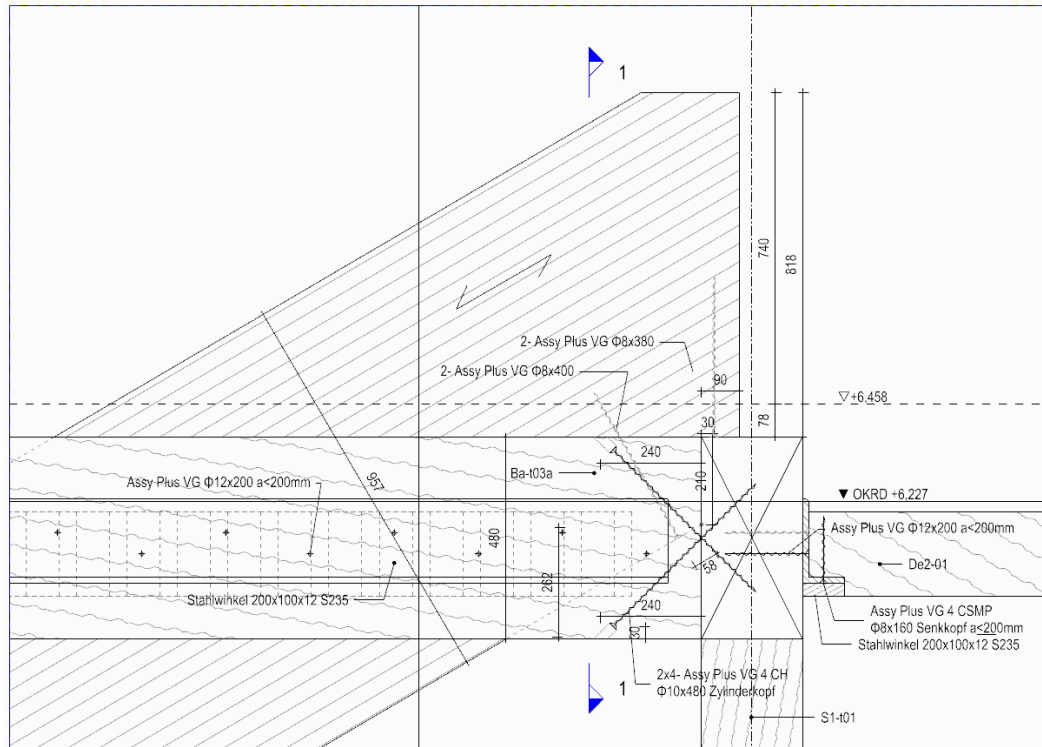 1
740
818
2- Assy Plus VG Φ8x380
2- Assy Plus VG Φ8x400
90
+6,458
78
30
240
Ba-t03a
210
Assy Plus VG Φ12x200 a<200mm
957
OKRD +6,227
480
Assy Plus VG Φ12x200 a<200mm
58
De2-01
262
Stahlwinkel 200x100x12 S235
240
Assy Plus VG 4 CSMP
Φ8x160 Senkkopf a≤200mm
Stahlwinkel 200x100x12 S235
30
2x4- Assy Plus VG 4 CH
Φ10x480 Zylinderkopf
1
S1-t01